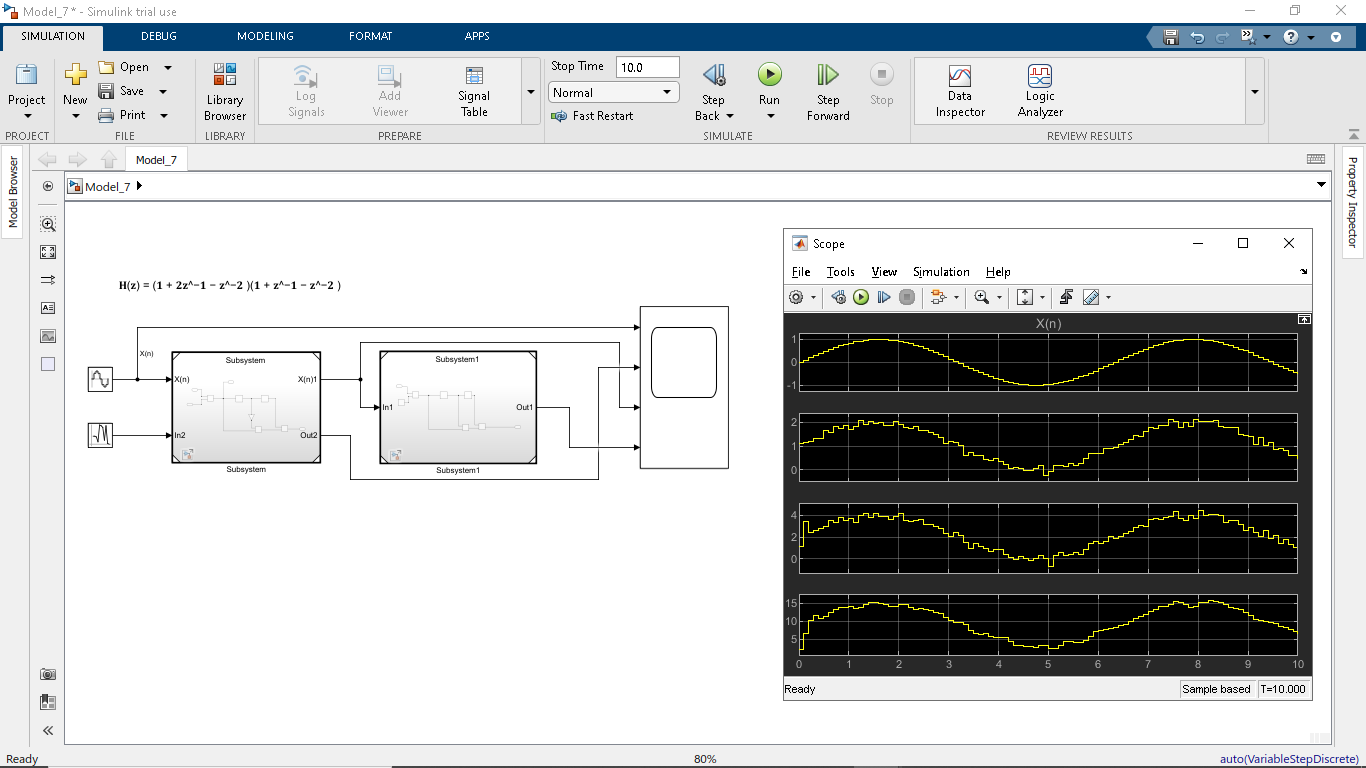 Model_7 * - Simulink trial use
SIMULATION DEBUG MODELING FORMAT APPS
Project
New
Open
Save
Print
Library Browser
Log Signals
Add Viewer
Signal Table
Stop Time 10.0
Normal
Fast Restart
Step Back
Run
Step Forward
Stop
Data Inspector
Logic Analyzer
PROJECT FILE LIBRARY PREPARE SIMULATE REVIEW RESULTS
Model Browser
Model_7
Model_7
Property Inspector
H(z) = (1 + 2z^−1 − z^−2 )(1 + z^−1 − z^−2 )
X(n)
Subsystem
X(n) X(n)1
In2 Out2
Subsystem
Subsystem1
In1 Out1
Subsystem1
Scope
File Tools View Simulation Help
X(n)
1
0
-1
2
1
0
4
2
0
15
10
5
0 1 2 3 4 5 6 7 8 9 10
Ready Sample based T=10.000
Ready 80% auto(VariableStepDiscrete)